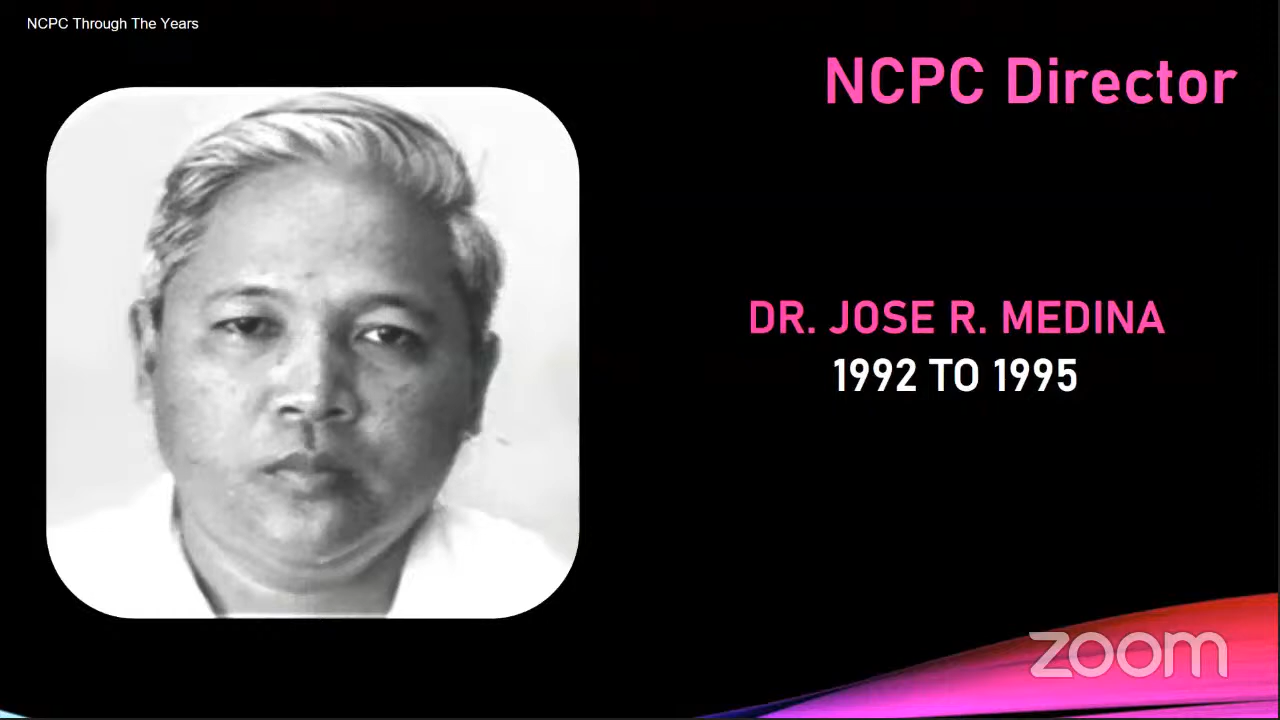 NCPC Through The Years
NCPC Director
DR. JOSE R. MEDINA
1992 TO 1995
zoom